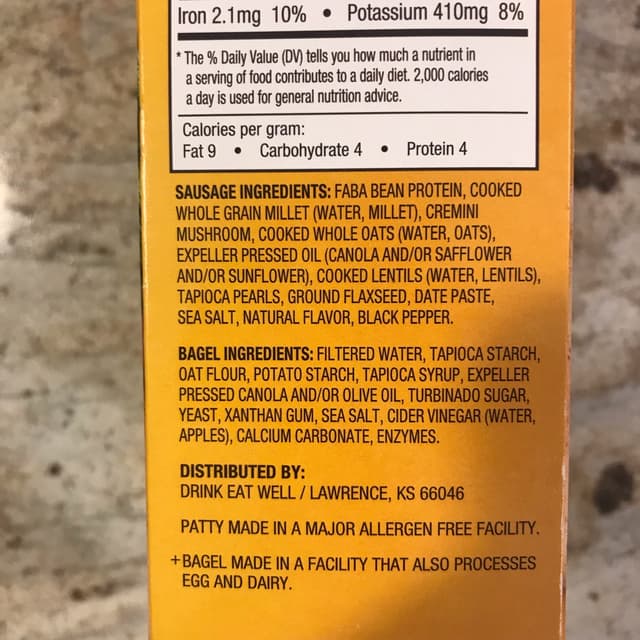 Iron 2.1mg 10% • Potassium 410mg 8%
* The % Daily Value (DV) tells you how much a nutrient in
a serving of food contributes to a daily diet. 2,000 calories
a day is used for general nutrition advice.
Calories per gram:
Fat 9 • Carbohydrate 4 • Protein 4
SAUSAGE INGREDIENTS: FABA BEAN PROTEIN, COOKED
WHOLE GRAIN MILLET (WATER, MILLET), CREMINI
MUSHROOM, COOKED WHOLE OATS (WATER, OATS),
EXPELLER PRESSED OIL (CANOLA AND/OR SAFFLOWER
AND/OR SUNFLOWER), COOKED LENTILS (WATER, LENTILS),
TAPIOCA PEARLS, GROUND FLAXSEED, DATE PASTE,
SEA SALT, NATURAL FLAVOR, BLACK PEPPER.
BAGEL INGREDIENTS: FILTERED WATER, TAPIOCA STARCH,
OAT FLOUR, POTATO STARCH, TAPIOCA SYRUP, EXPELLER
PRESSED CANOLA AND/OR OLIVE OIL, TURBINADO SUGAR,
YEAST, XANTHAN GUM, SEA SALT, CIDER VINEGAR (WATER,
APPLES), CALCIUM CARBONATE, ENZYMES.
DISTRIBUTED BY:
DRINK EAT WELL / LAWRENCE, KS 66046
PATTY MADE IN A MAJOR ALLERGEN FREE FACILITY.
+BAGEL MADE IN A FACILITY THAT ALSO PROCESSES
EGG AND DAIRY.